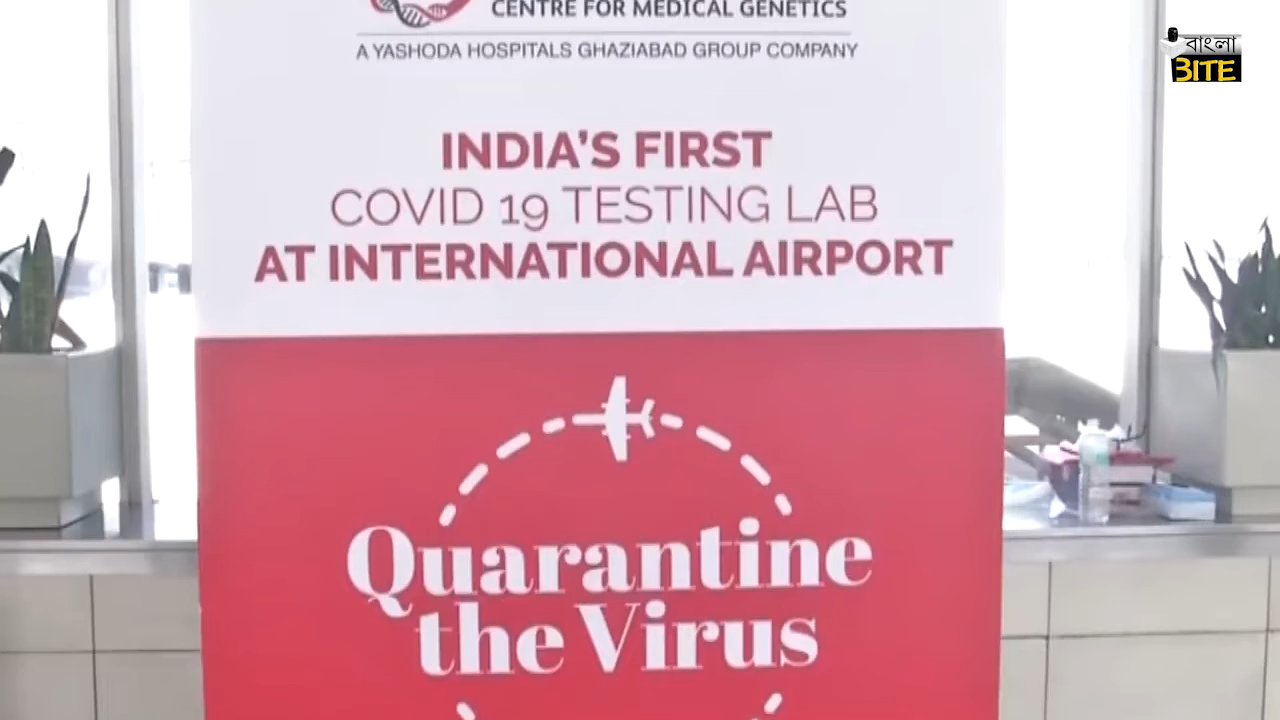 CENTRE FOR MEDICAL GENETICS
A YASHODA HOSPITALS GHAZIABAD GROUP COMPANY
বাংলা
BITE
INDIA'S FIRST
COVID 19 TESTING LAB
AT INTERNATIONAL AIRPORT
Quarantine
the Virus